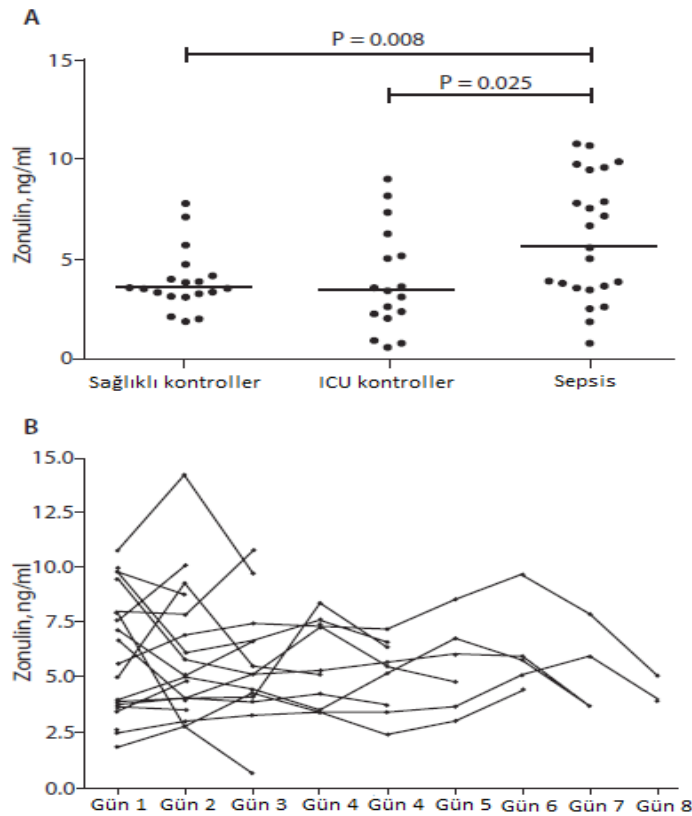 A
15
P = 0.008
P = 0.025
10
Zonulin, ng/ml
5
0
Sağlıklı kontroller ICU kontroller Sepsis
B
15.0
12.5
10.0
Zonulin, ng/ml
7.5
5.0
2.5
0.0
Gün 1 Gün 2 Gün 3 Gün 4 Gün 4 Gün 5 Gün 6 Gün 7 Gün 8